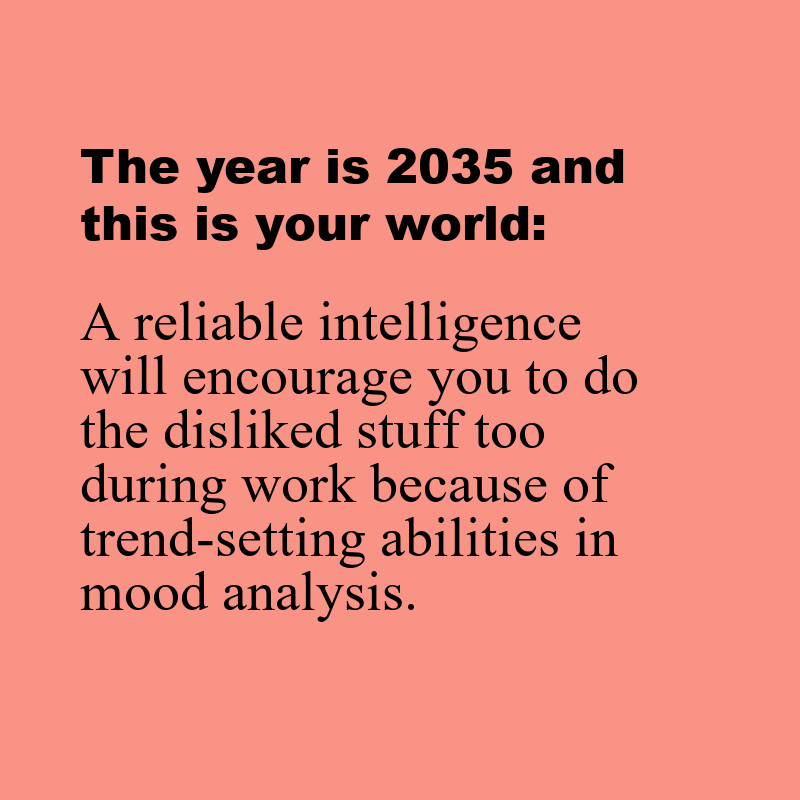 The year is 2035 and
this is your world:
A reliable intelligence
will encourage you to do
the disliked stuff too
during work because of
trend-setting abilities in
mood analysis.